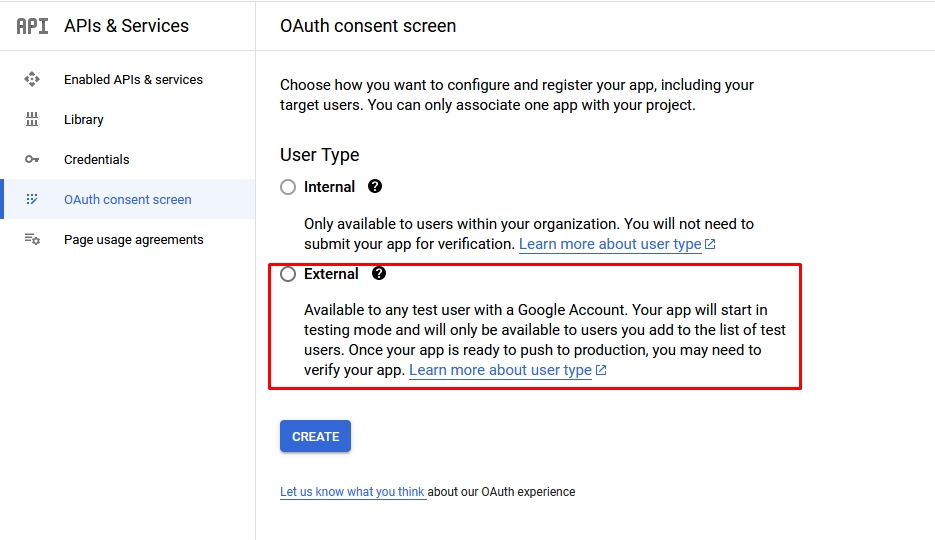 API APIs & Services
OAuth consent screen
Enabled APIs & services
Library
Credentials
OAuth consent screen
Page usage agreements
Choose how you want to configure and register your app, including your
target users. You can only associate one app with your project.
User Type
Internal ?
Only available to users within your organization. You will not need to
submit your app for verification. Learn more about user type
External ?
Available to any test user with a Google Account. Your app will start in
testing mode and will only be available to users you add to the list of test
users. Once your app is ready to push to production, you may need to
verify your app. Learn more about user type
CREATE
Let us know what you think about our OAuth experience